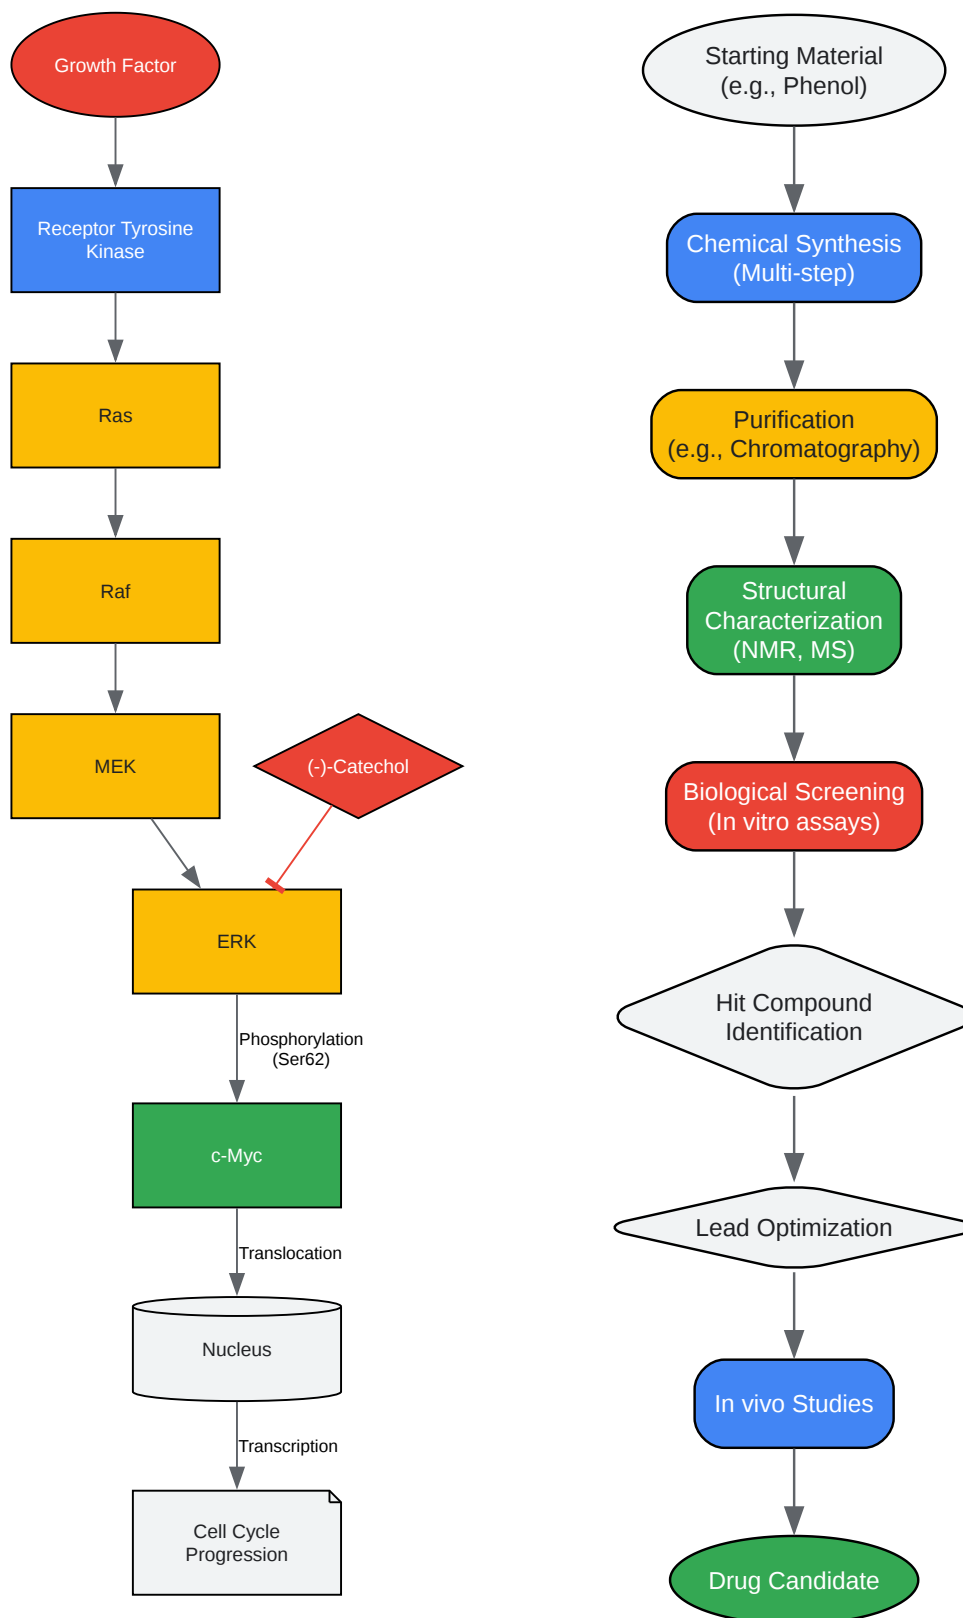 Growth Factor
Receptor Tyrosine
Kinase
Ras
Raf
MEK
(-)-Catechol
ERK
Phosphorylation
(Ser62)
c-Myc
Translocation
Nucleus
Transcription
Cell Cycle
Progression
Starting Material
(e.g., Phenol)
Chemical Synthesis
(Multi-step)
Purification
(e.g., Chromatography)
Structural
Characterization
(NMR, MS)
Biological Screening
(In vitro assays)
Hit Compound
Identification
Lead Optimization
In vivo Studies
Drug Candidate